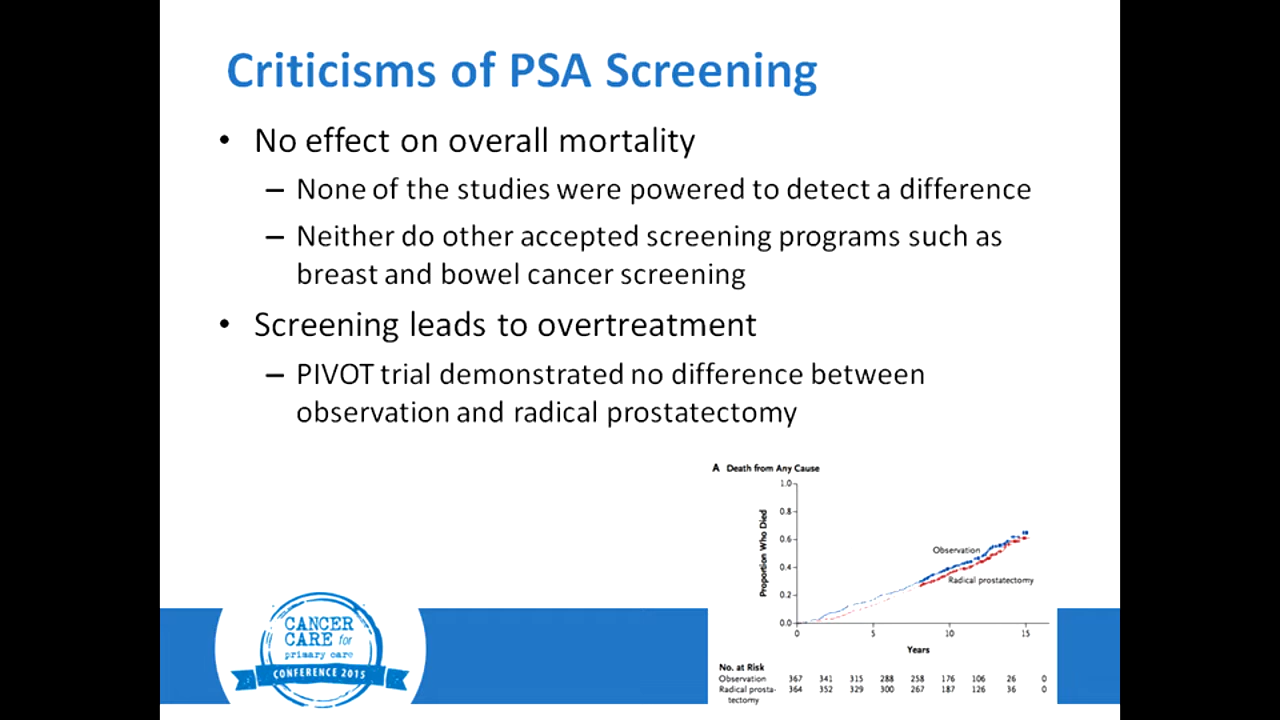 Criticisms of PSA Screening
• No effect on overall mortality
– None of the studies were powered to detect a difference
– Neither do other accepted screening programs such as
breast and bowel cancer screening
• Screening leads to overtreatment
– PIVOT trial demonstrated no difference between
observation and radical prostatectomy
A Death from Any Cause
Proportion Who Died
1.0
0.8
0.6
0.4
0.2
0.0
Observation
Radical prostatectomy
0 5 10 15
Years
No. at Risk
Observation 367 341 315 288 258 176 106 26 0
Radical prosta- 364 352 329 300 267 187 126 36 0
tectomy
CANCER
CARE for
primary care
CONFERENCE 2015